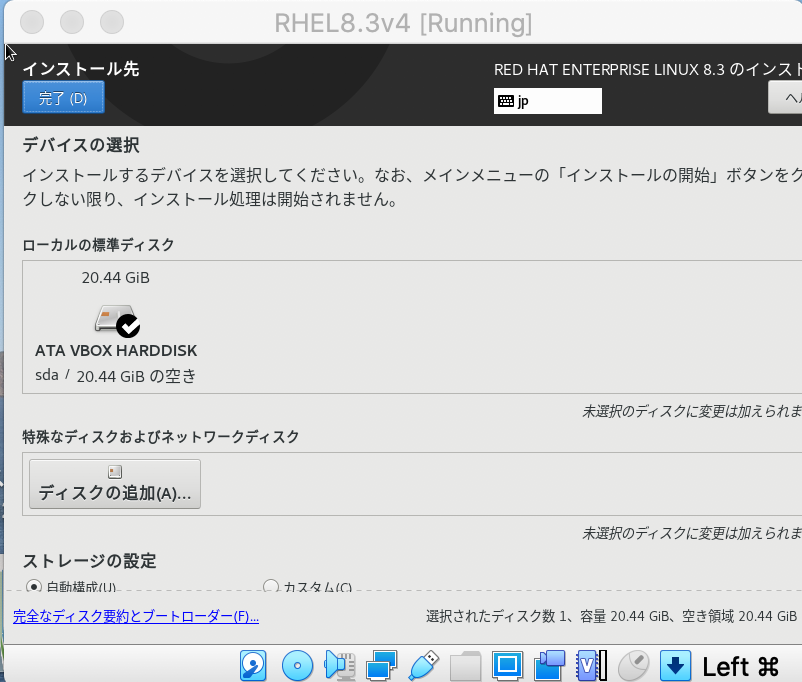 RHEL8.3v4 [Running]
インストール先
RED HAT ENTERPRISE LINUX 8.3 のインスト
完了 (D)
jp
ヘル
デバイスの選択
インストールするデバイスを選択してください。なお、メインメニューの「インストールの開始」ボタンをク
クしない限り、インストール処理は開始されません。
ローカルの標準ディスク
20.44 GiB
ATA VBOX HARDDISK
sda / 20.44 GiB の空き
未選択のディスクに変更は加えられま
特殊なディスクおよびネットワークディスク
ディスクの追加(A)...
未選択のディスクに変更は加えられま
ストレージの設定
自動構成(U) カスタム(C)
完全なディスク要約とブートローダー(F)...
選択されたディスク数 1、容量 20.44 GiB、空き領域 20.44 GiB
Left ⌘